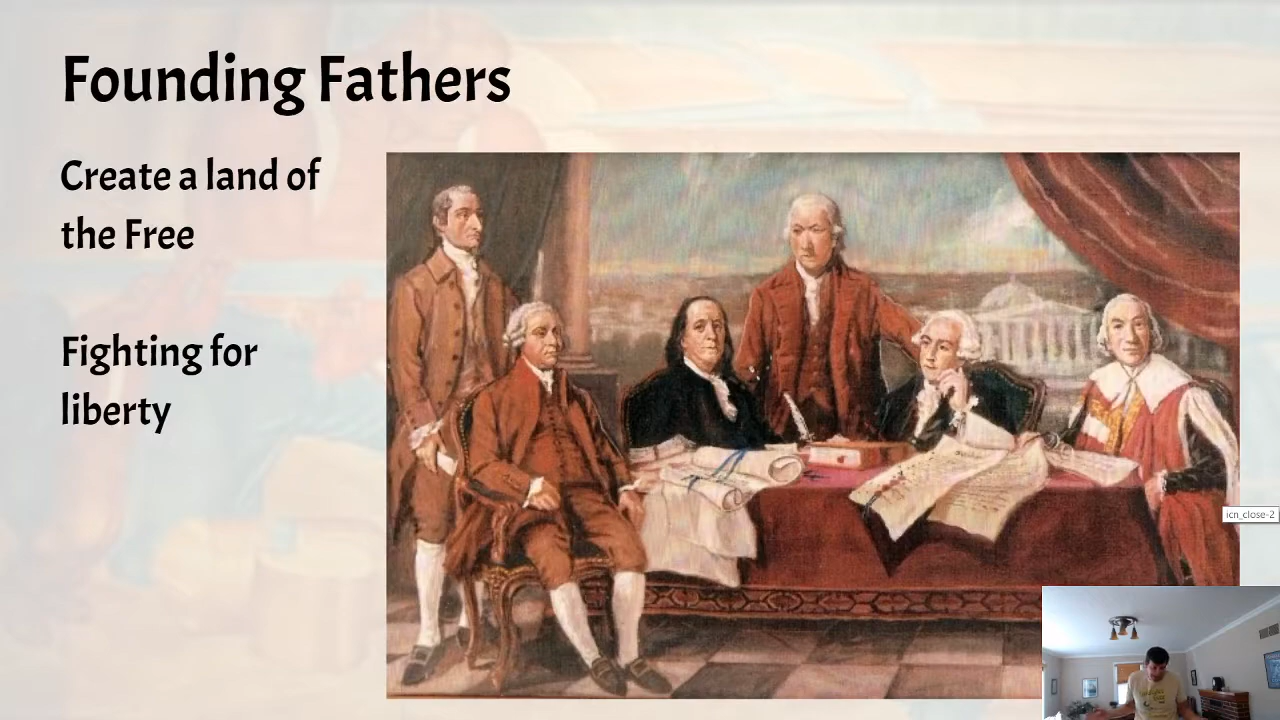 Founding Fathers
Create a land of
the Free
Fighting for
liberty
icn_close-2